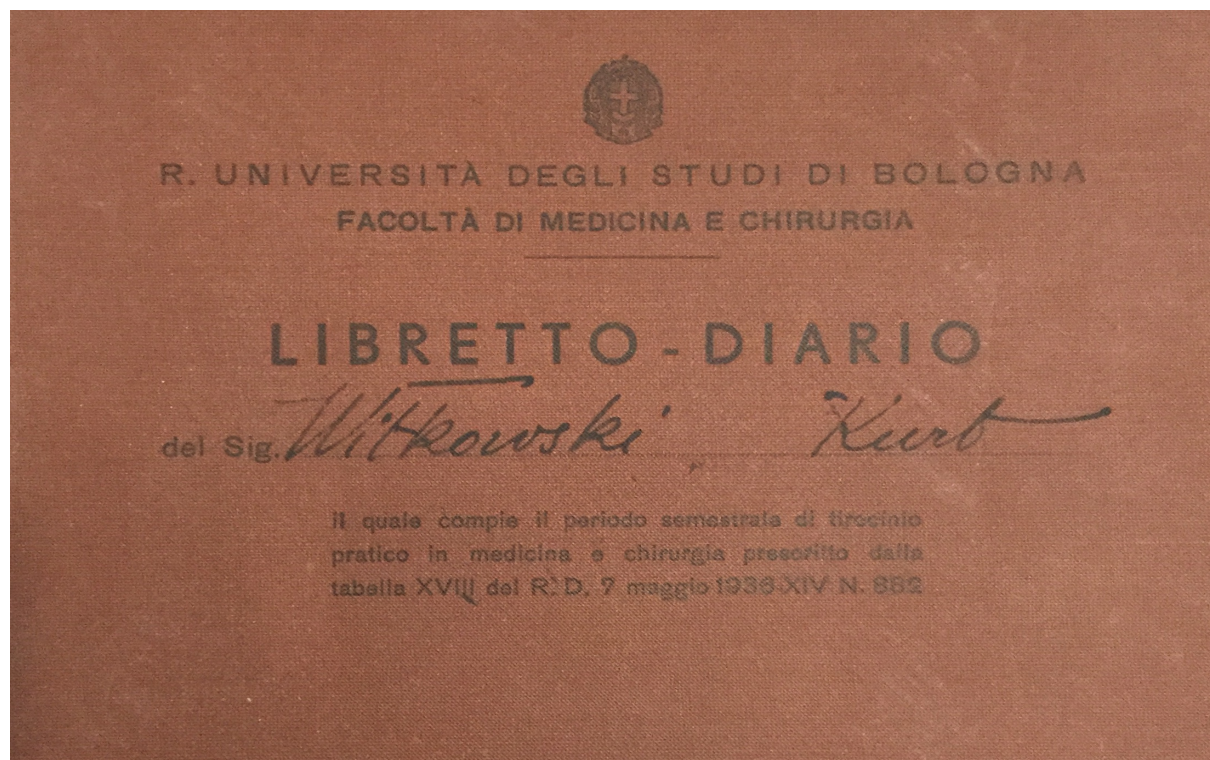 R. UNIVERSITÀ DEGLI STUDI DI BOLOGNA
FACOLTÀ DI MEDICINA E CHIRURGIA
LIBRETTO - DIARIO
del Sig. Witkowski Kurt
il quale compie il periodo semestrale di tirocinio
pratico in medicina e chirurgia prescritto dalla
tabella XVIII del R. D. 7 maggio 1936-XIV N. 882